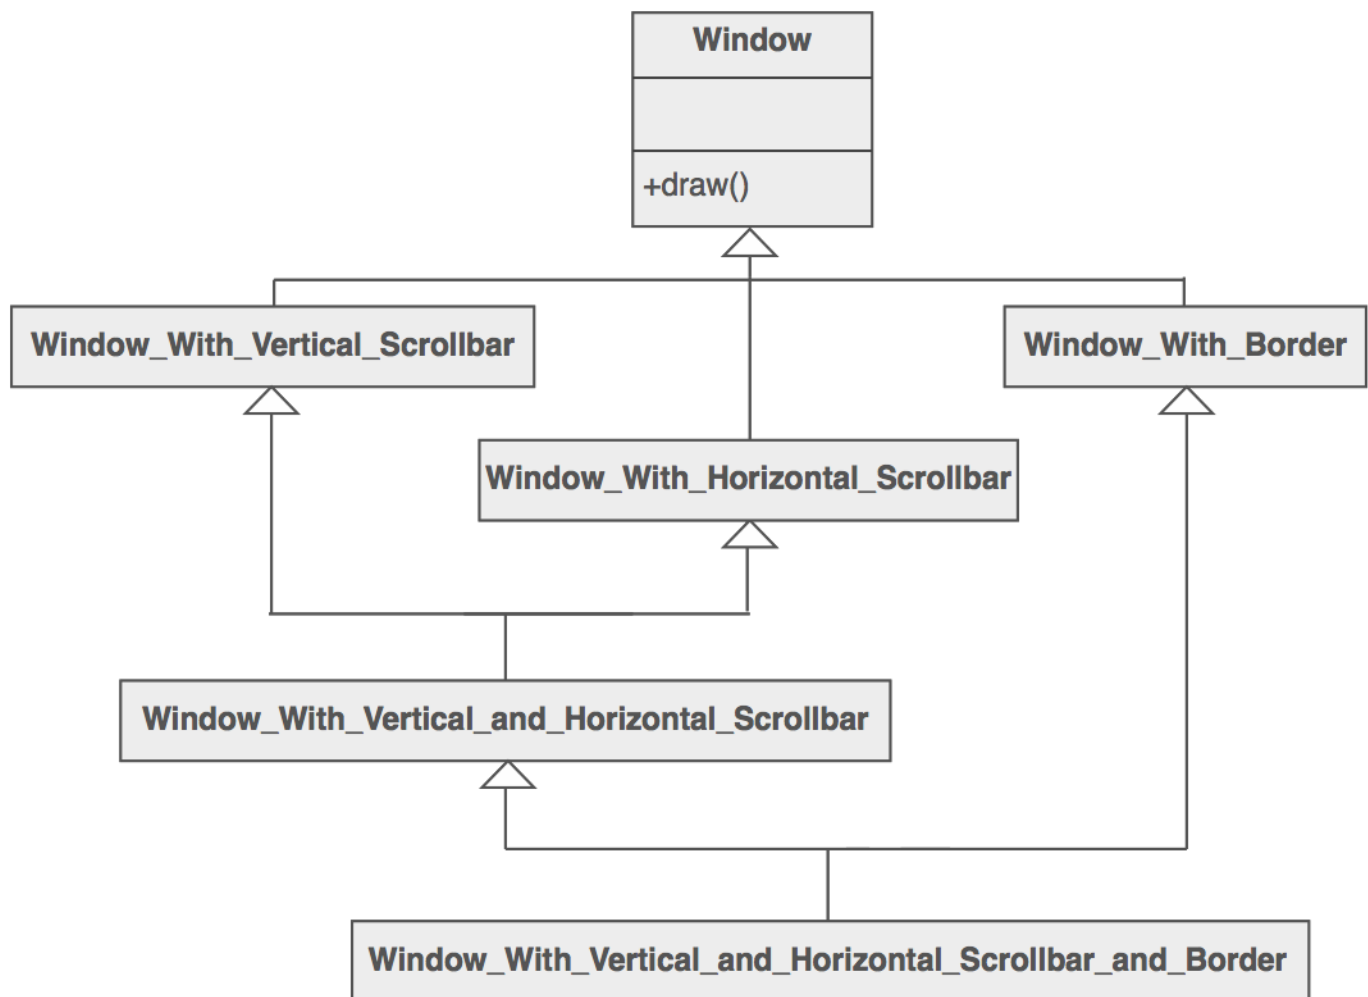 Window
+draw()
Window_With_Vertical_Scrollbar
Window_With_Border
Window_With_Horizontal_Scrollbar
Window_With_Vertical_and_Horizontal_Scrollbar
Window_With_Vertical_and_Horizontal_Scrollbar_and_Border